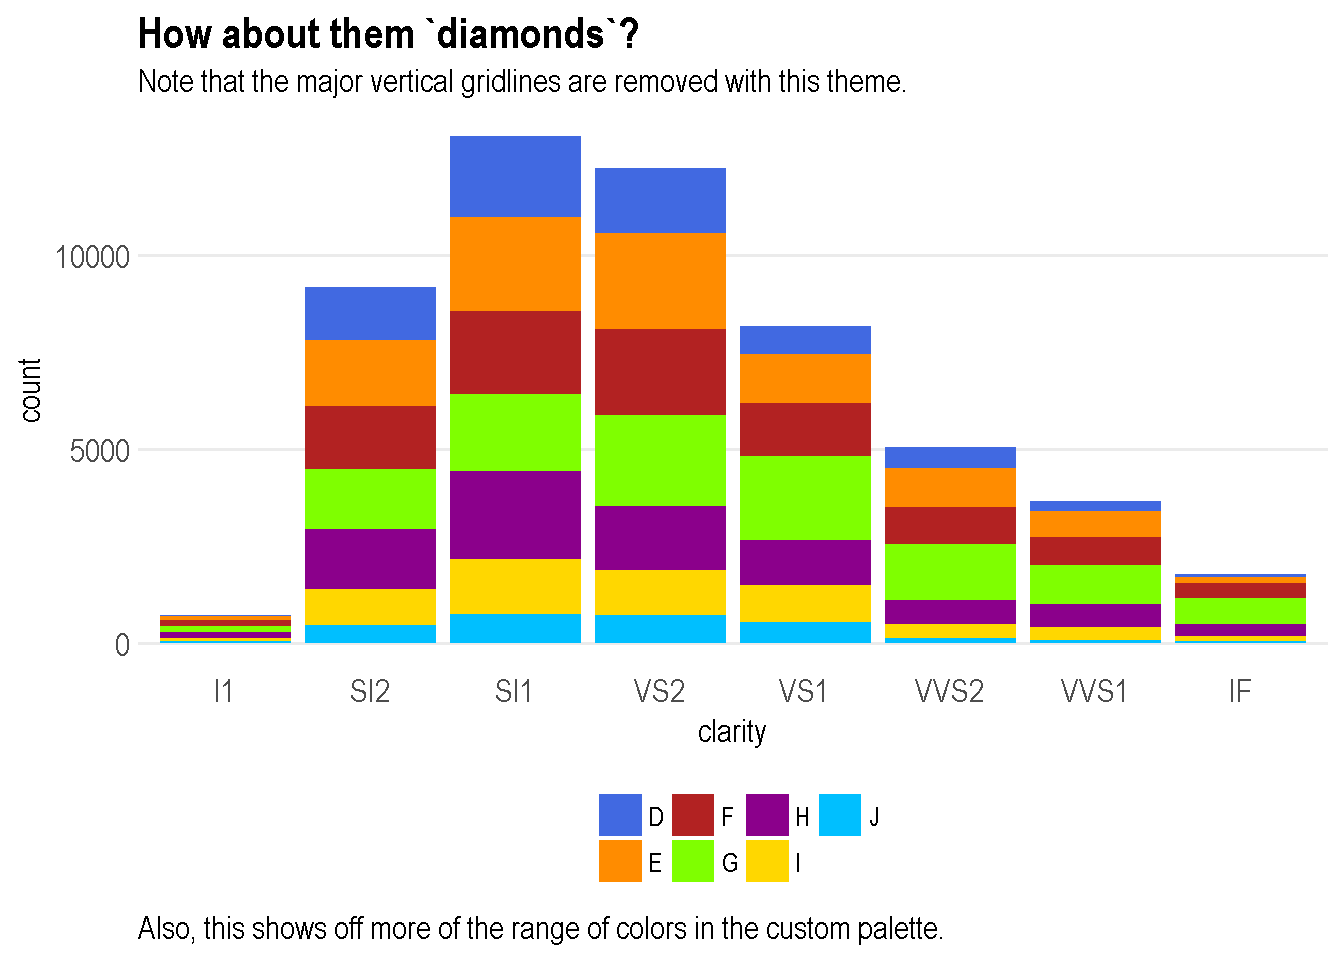 How about them `diamonds`?
Note that the major vertical gridlines are removed with this theme.
10000
5000
0
count
I1 SI2 SI1 VS2 VS1 VVS2 VVS1 IF
clarity
D F H J
E G I
Also, this shows off more of the range of colors in the custom palette.